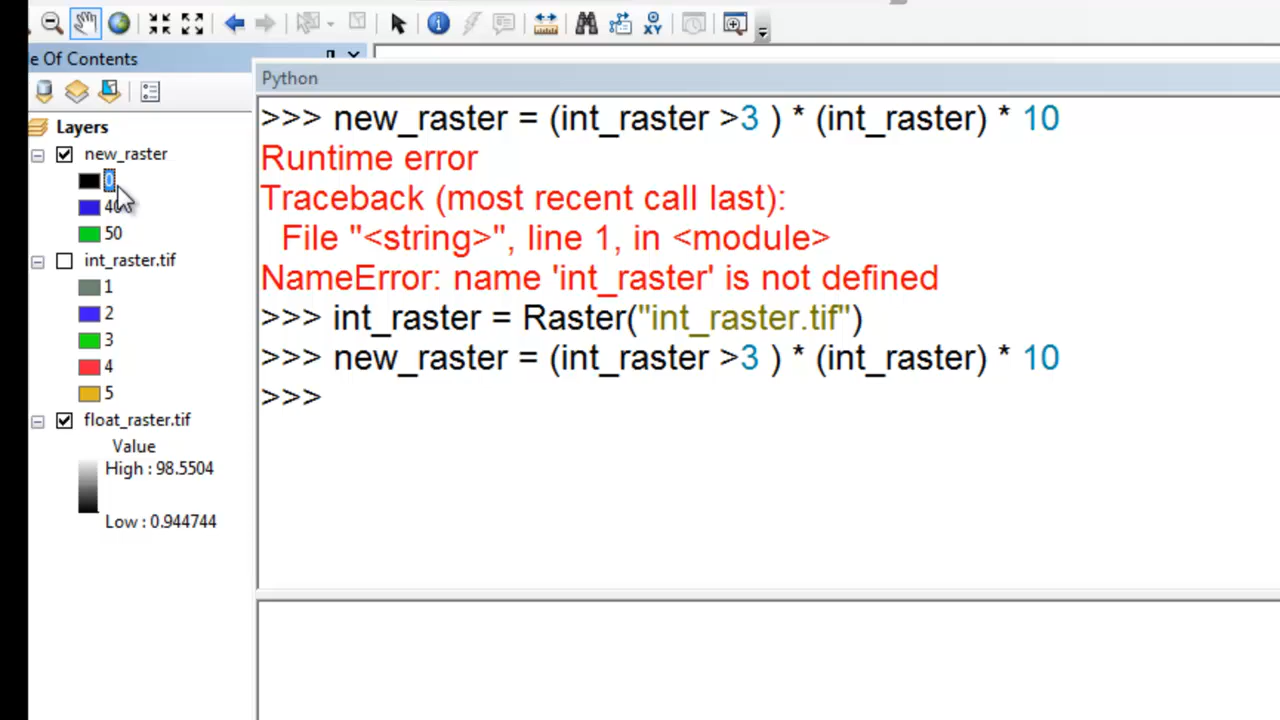 XY
e Of Contents
Python
Layers
new_raster
0
40
50
int_raster.tif
1
2
3
4
5
float_raster.tif
Value
High : 98.5504
Low : 0.944744
>>> new_raster = (int_raster >3 ) * (int_raster) * 10
Runtime error
Traceback (most recent call last):
File "<string>", line 1, in <module>
NameError: name 'int_raster' is not defined
>>> int_raster = Raster("int_raster.tif")
>>> new_raster = (int_raster >3 ) * (int_raster) * 10
>>>